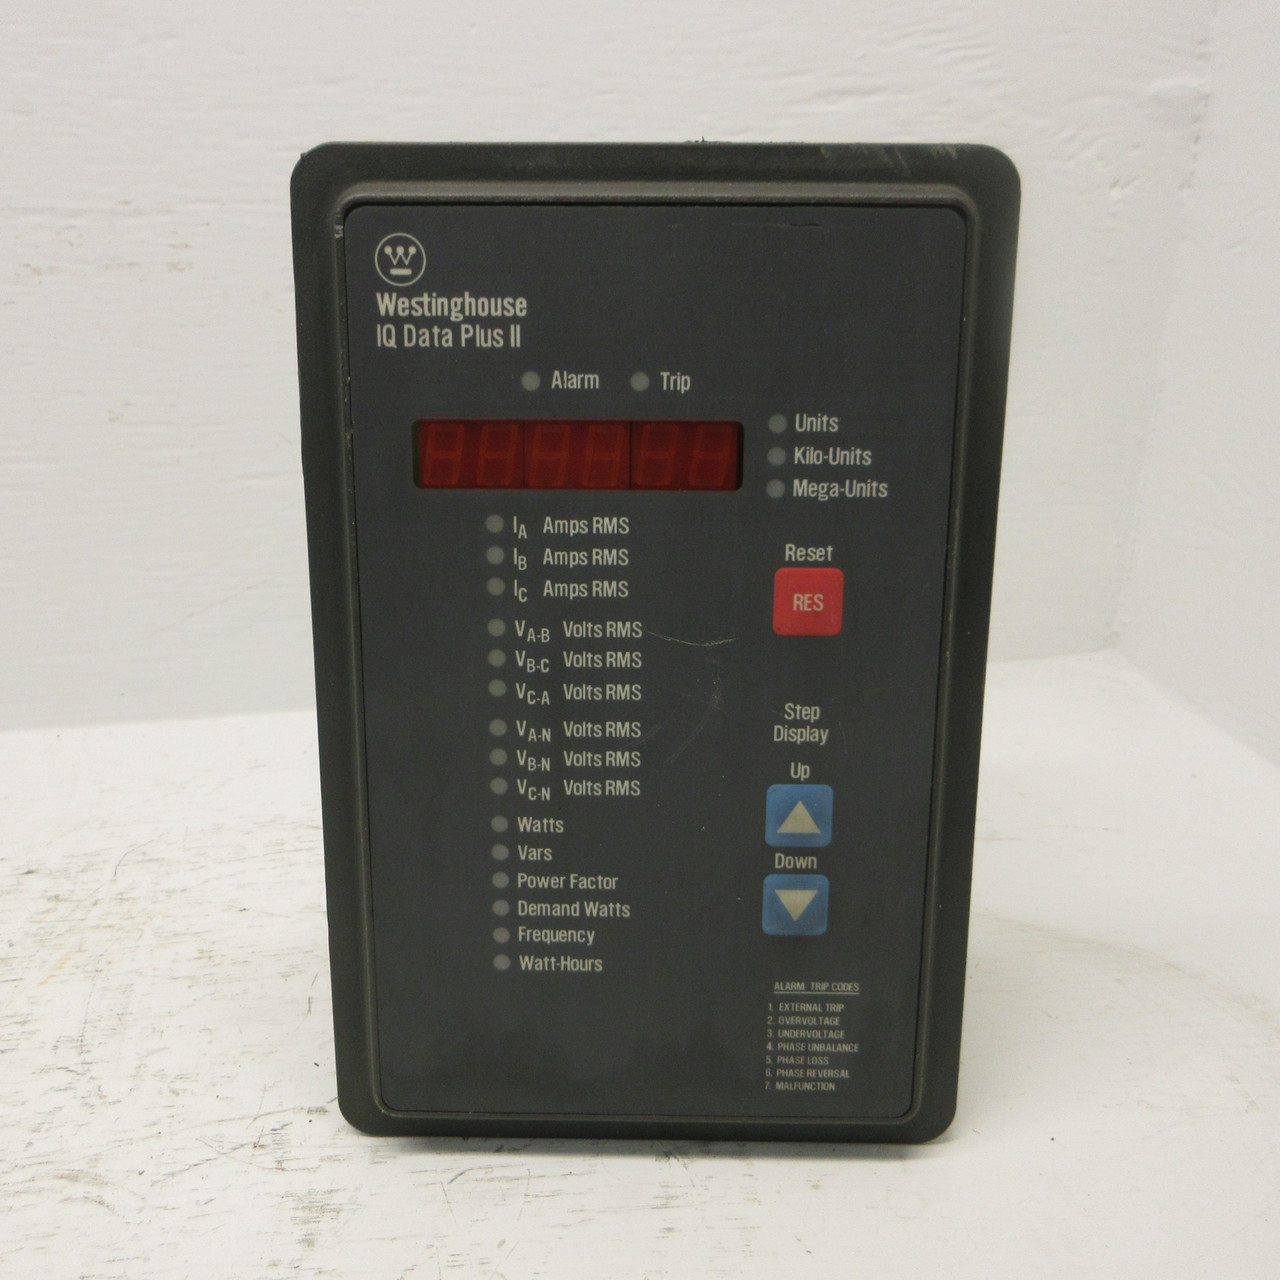 W
Westinghouse
IQ Data Plus II
Alarm Trip
Units
Kilo-Units
Mega-Units
IA Amps RMS
IB Amps RMS
IC Amps RMS
VA-B Volts RMS
VB-C Volts RMS
VC-A Volts RMS
VA-N Volts RMS
VB-N Volts RMS
VC-N Volts RMS
Watts
Vars
Power Factor
Demand Watts
Frequency
Watt-Hours
Reset
RES
Step
Display
Up
Down
ALARM TRIP CODES
1. EXTERNAL TRIP
2. OVERVOLTAGE
3. UNDERVOLTAGE
4. PHASE UNBALANCE
5. PHASE LOSS
6. PHASE REVERSAL
7. MALFUNCTION